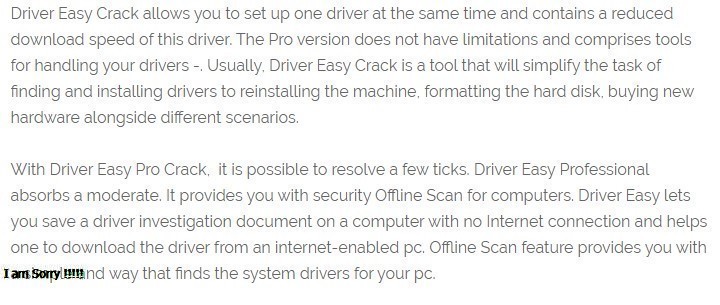 Driver Easy Crack allows you to set up one driver at the same time and contains a reduced
download speed of this driver. The Pro version does not have limitations and comprises tools
for handling your drivers -. Usually, Driver Easy Crack is a tool that will simplify the task of
finding and installing drivers to reinstalling the machine, formatting the hard disk, buying new
hardware alongside different scenarios.
With Driver Easy Pro Crack, it is possible to resolve a few ticks. Driver Easy Professional
absorbs a moderate. It provides you with security Offline Scan for computers. Driver Easy lets
you save a driver investigation document on a computer with no Internet connection and helps
one to download the driver from an internet-enabled pc. Offline Scan feature provides you with
I am Sorry !!!!! and way that finds the system drivers for your pc.